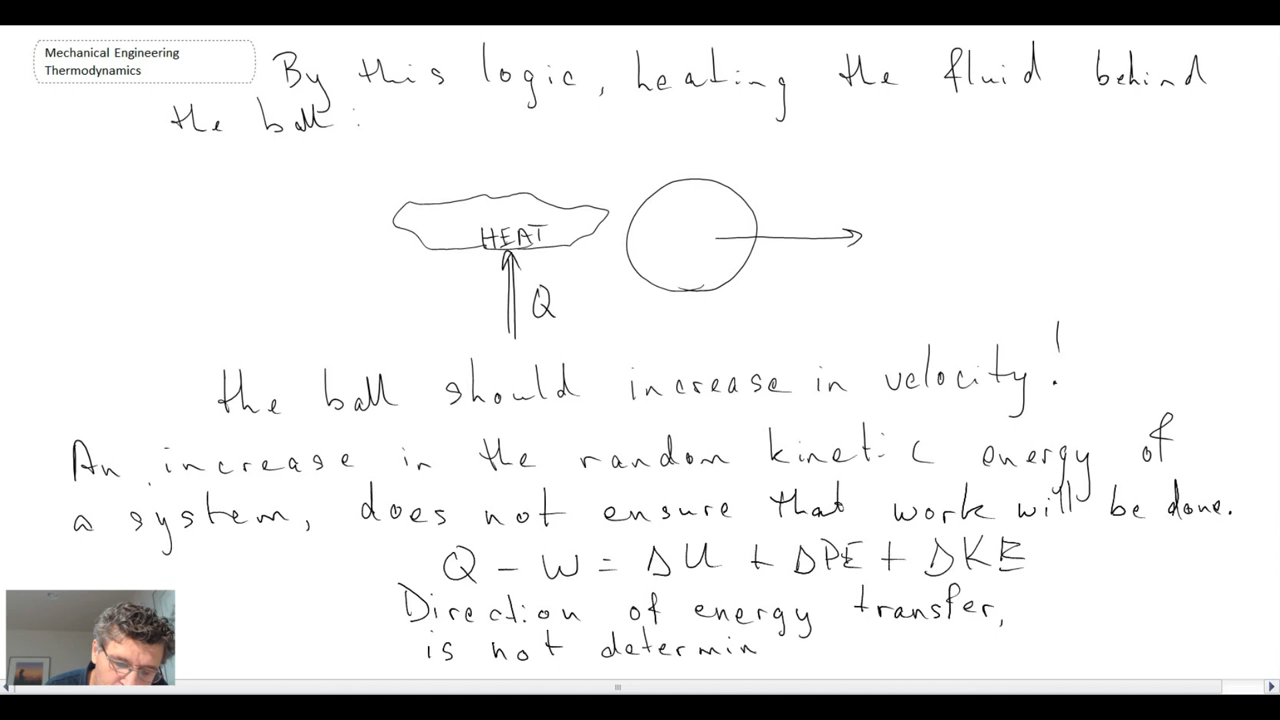 Mechanical Engineering
Thermodynamics
By this logic, heating the fluid behind
the ball:
HEAT
Q
the ball should increase in velocity!
An increase in the random kinetic energy of
a system, does not ensure that work will be done.
Q - W = ΔU + ΔPE + ΔKE
Direction of energy transfer,
is not determin